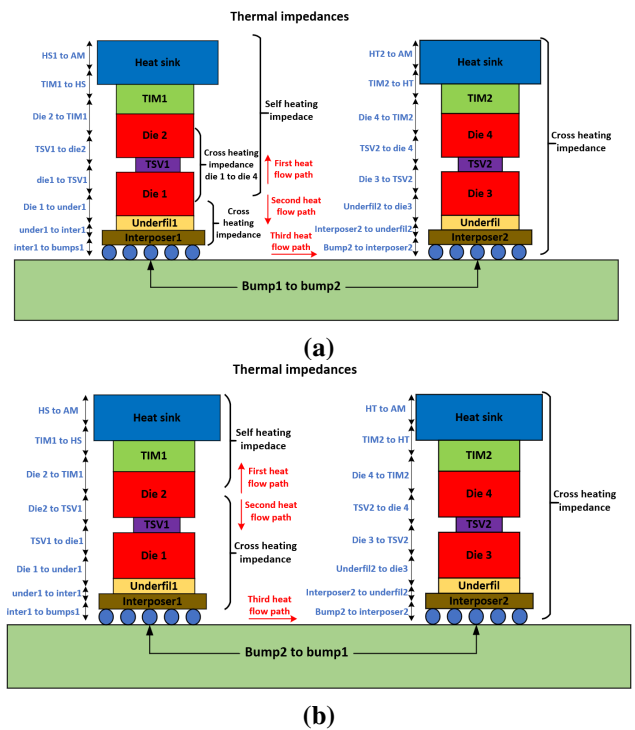 Thermal impedances
HS1 to AM
TIM1 to HS
Die 2 to TIM1
TSV1 to die2
die1 to TSV1
Die 1 to under1
under1 to inter1
inter1 to bumps1
Heat sink
TIM1
Die 2
TSV1
Die 1
Underfil1
Interposer1
Self heating
impedace
Cross heating
impedance
die 1 to die 4
First heat
flow path
Second heat
flow path
Cross
heating
impedance
Third heat
flow path
HT2 to AM
TIM2 to HT
Die 4 to TIM2
TSV2 to die 4
Die 3 to TSV2
Underfil2 to die3
Interposer2 to underfil2
Bump2 to interposer2
Heat sink
TIM2
Die 4
TSV2
Die 3
Underfil
Interposer2
Cross heating
impedance
Bump1 to bump2
(a)
Thermal impedances
HS to AM
TIM1 to HS
Die 2 to TIM1
Die2 to TSV1
TSV1 to die1
Die 1 to under1
under1 to inter1
inter1 to bumps1
Heat sink
TIM1
Die 2
TSV1
Die 1
Underfil1
Interposer1
Self heating
impedace
First heat
flow path
Second heat
flow path
Cross heating
impedance
Third heat
flow path
HT to AM
TIM2 to HT
Die 4 to TIM2
TSV2 to die 4
Die 3 to TSV2
Underfil2 to die3
Interposer2 to underfil2
Bump2 to interposer2
Heat sink
TIM2
Die 4
TSV2
Die 3
Underfil
Interposer2
Cross heating
impedance
Bump2 to bump1
(b)